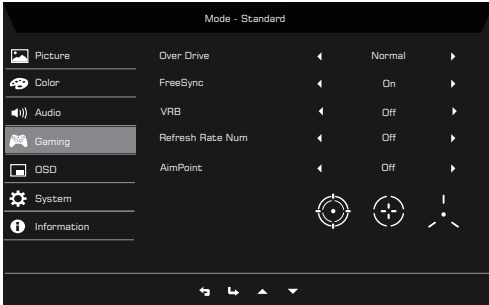 Mode - Standard
Picture
Over Drive Normal
Color
FreeSync On
Audio
VRB Off
Gaming
Refresh Rate Num Off
OSD
AimPoint Off
System
Information